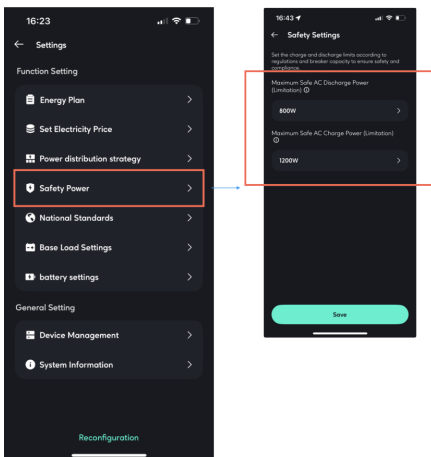 16:23
Settings
Function Setting
Energy Plan
Set Electricity Price
Power distribution strategy
Safety Power
National Standards
Base Load Settings
battery settings
General Setting
Device Management
System Information
Reconfiguration
16:43
Safety Settings
Set the charge and discharge limits according to
regulations and breaker capacity to ensure safety and
compliance.
Maximum Safe AC Discharge Power
(Limitation)
800W
Maximum Safe AC Charge Power (Limitation)
1200W
Save